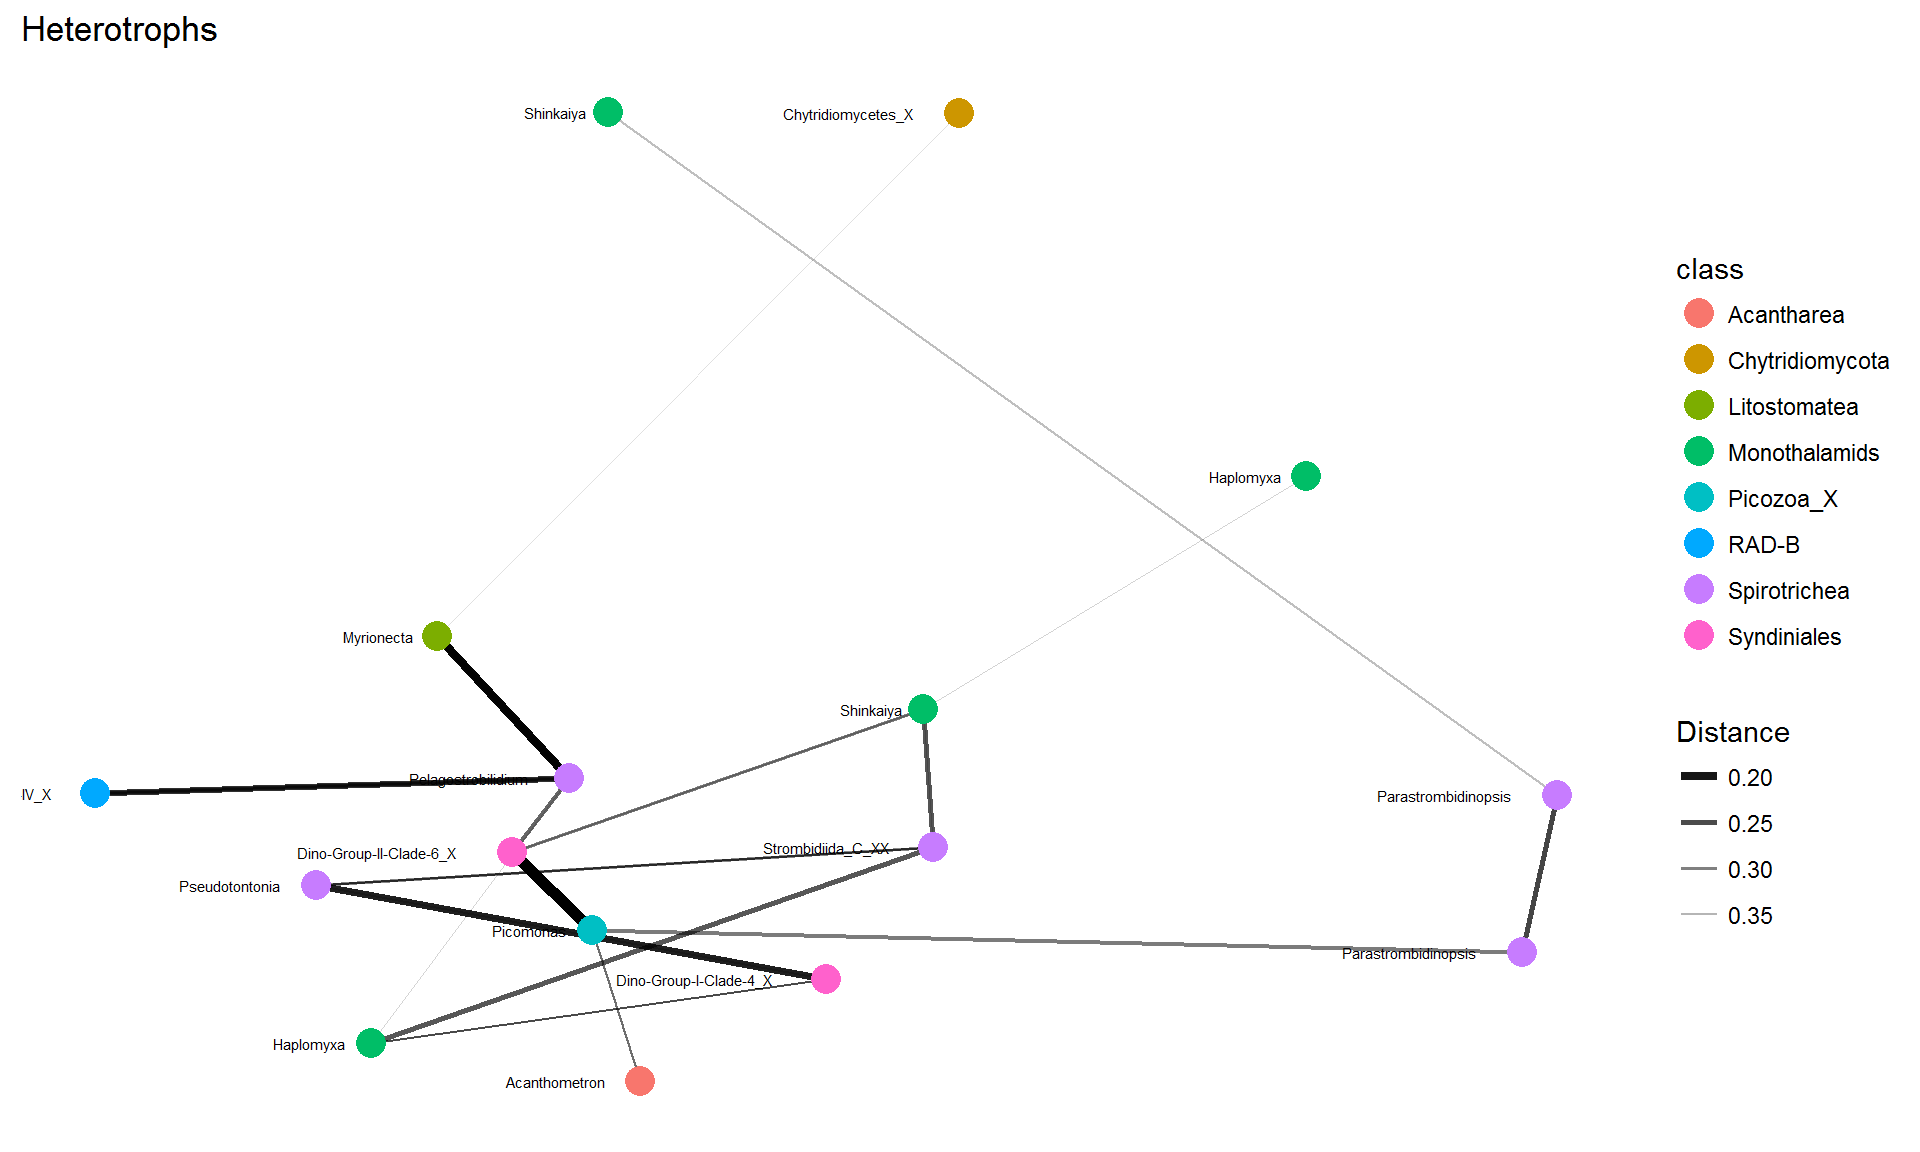 Heterotrophs
Shinkaiya
Chytridiomycetes_X
Haplomyxa
Myrionecta
Shinkaiya
Pelagostrobilidium
IV_X
Parastrombidinopsis
Strombidiida_C_XX
Dino-Group-II-Clade-6_X
Pseudotontonia
Picomonas
Parastrombidinopsis
Dino-Group-I-Clade-4_X
Haplomyxa
Acanthometron
class
Acantharea
Chytridiomycota
Litostomatea
Monothalamids
Picozoa_X
RAD-B
Spirotrichea
Syndiniales
Distance
0.20
0.25
0.30
0.35